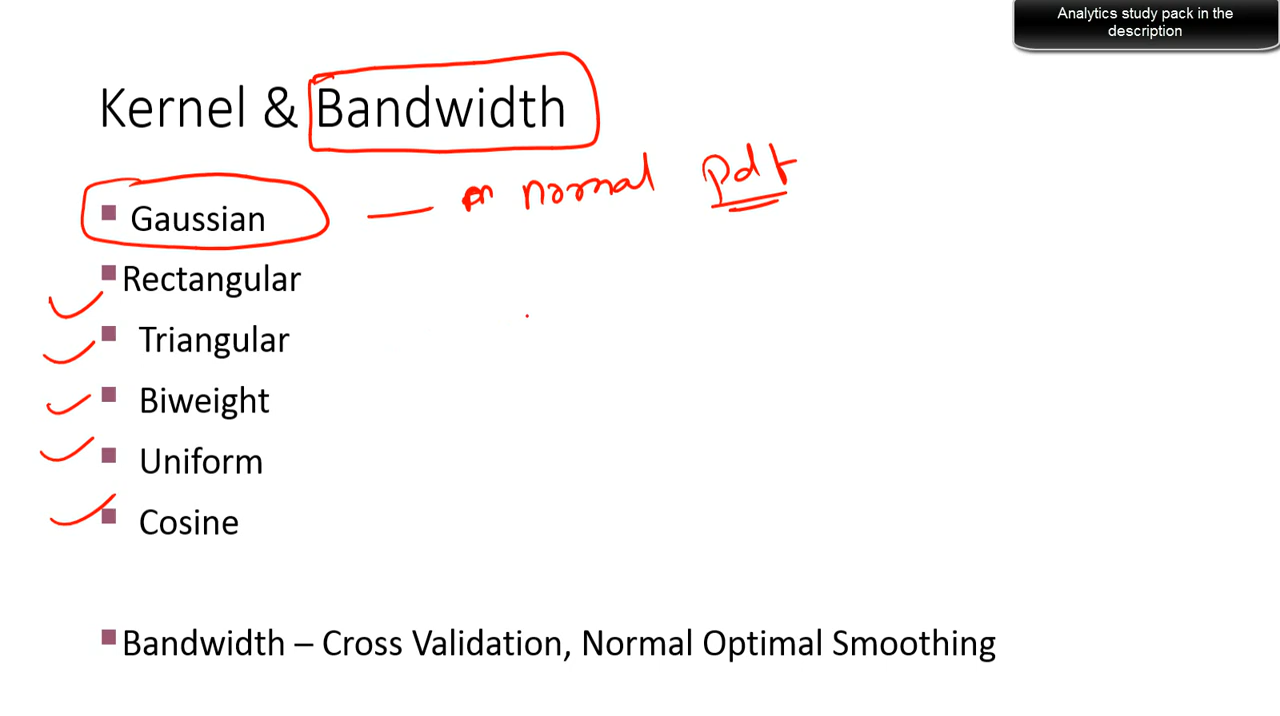 Analytics study pack in the
description
Kernel & Bandwidth
Gaussian — normal pdf
Rectangular
Triangular
Biweight
Uniform
Cosine
Bandwidth – Cross Validation, Normal Optimal Smoothing